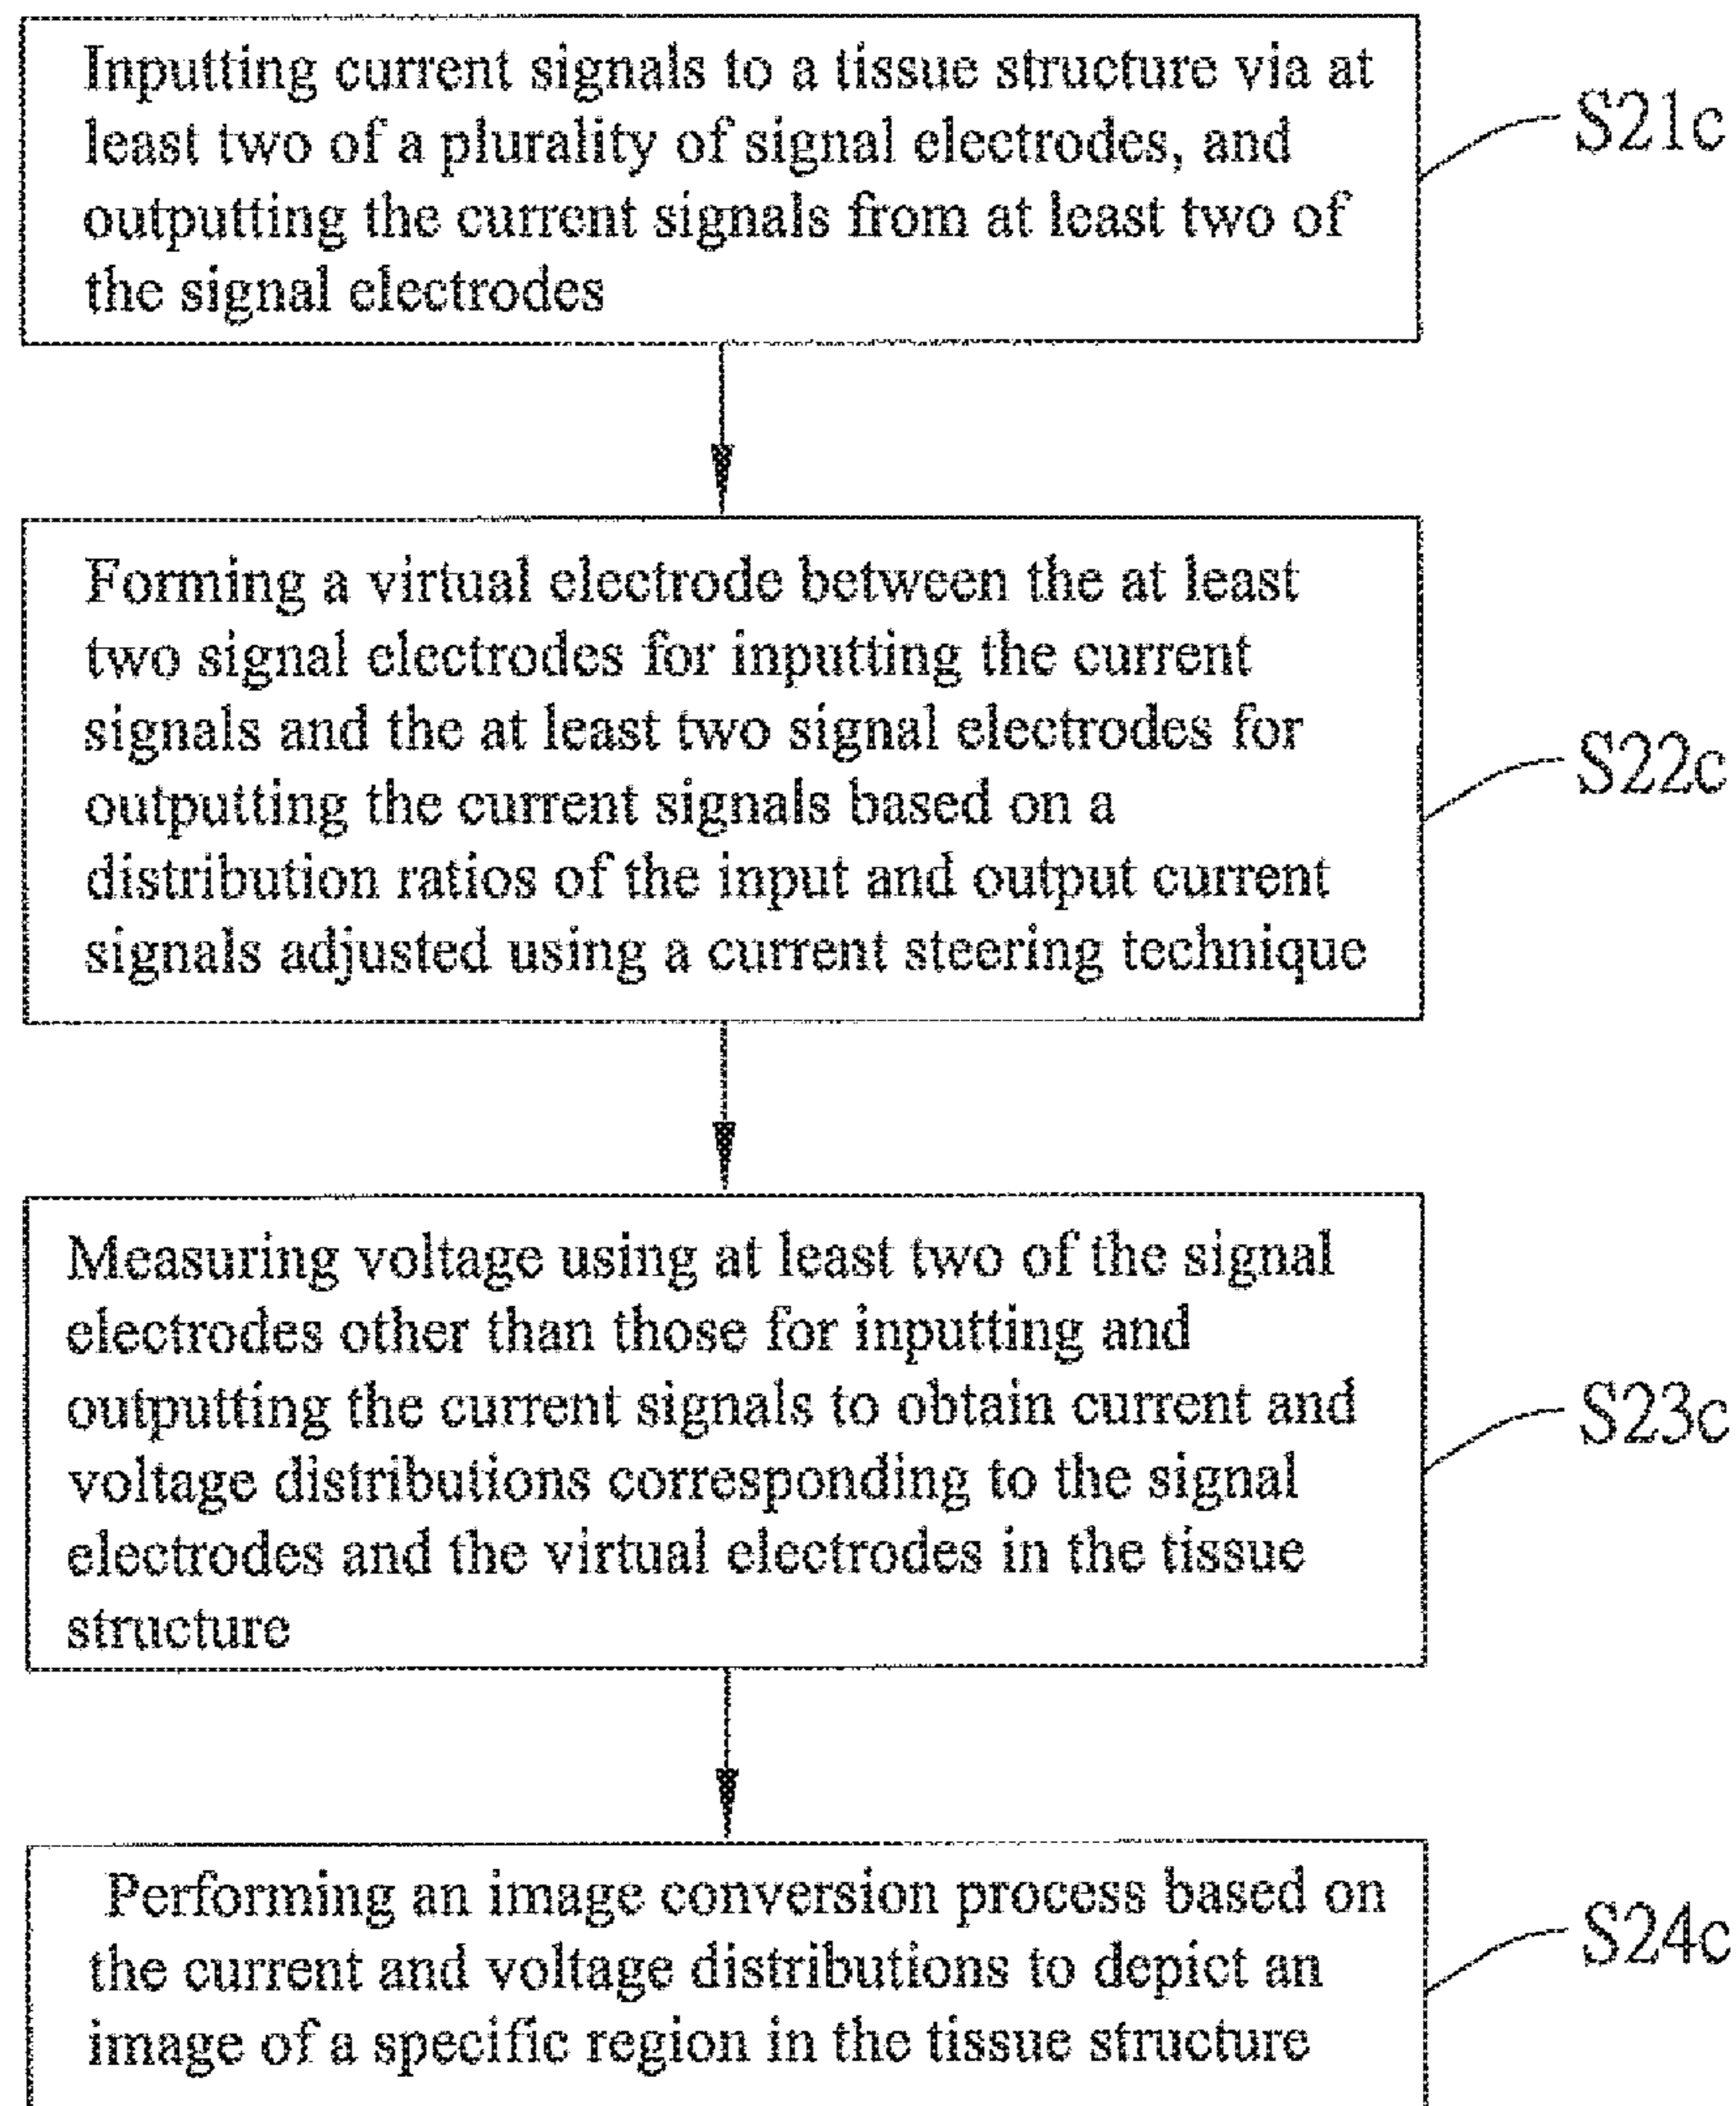 Inputting current signals to a tissue structure via at
least two of a plurality of signal electrodes, and
outputting the current signals from at least two of
the signal electrodes
S21c
Forming a virtual electrode between the at least
two signal electrodes for inputting the current
signals and the at least two signal electrodes for
outputting the current signals based on a
distribution ratios of the input and output current
signals adjusted using a current steering technique
S22c
Measuring voltage using at least two of the signal
electrodes other than those for inputting and
outputting the current signals to obtain current and
voltage distributions corresponding to the signal
electrodes and the virtual electrodes in the tissue
structure
S23c
Performing an image conversion process based on
the current and voltage distributions to depict an
image of a specific region in the tissue structure
S24c